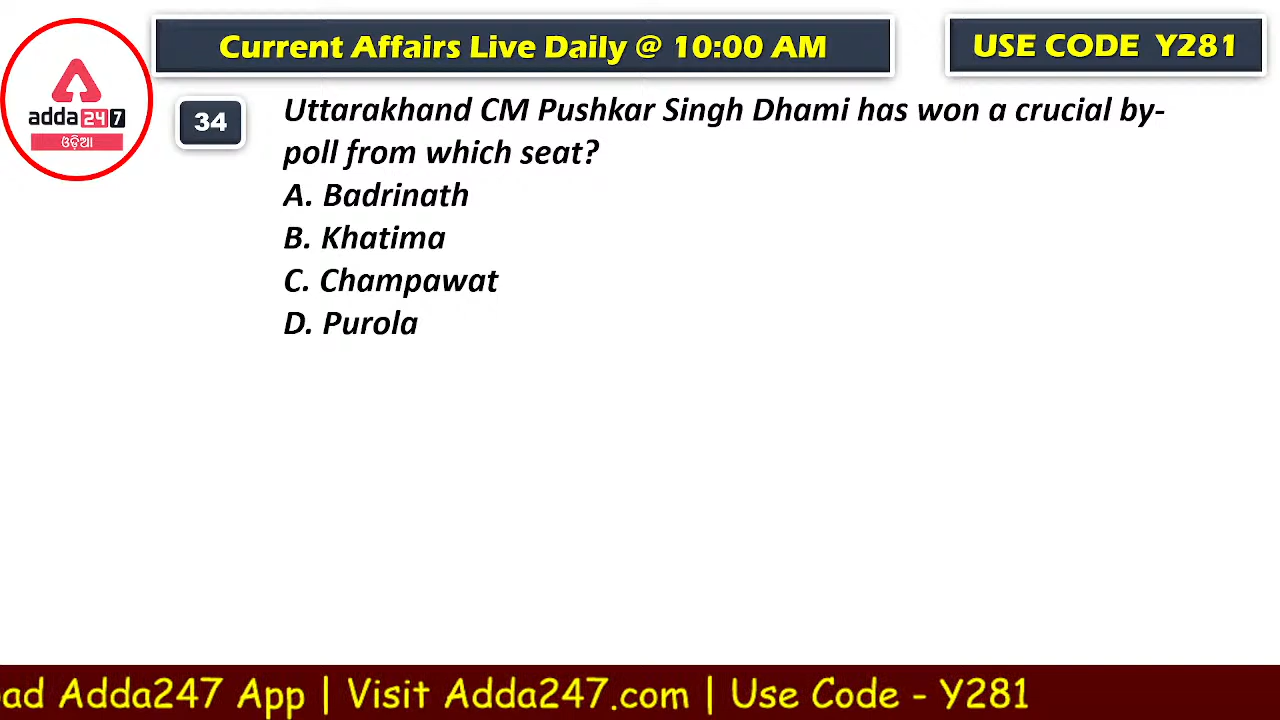 Current Affairs Live Daily @ 10:00 AM
USE CODE Y281
adda247
ଓଡ଼ିଆ
34
Uttarakhand CM Pushkar Singh Dhami has won a crucial by-
poll from which seat?
A. Badrinath
B. Khatima
C. Champawat
D. Purola
oad Adda247 App | Visit Adda247.com | Use Code - Y281